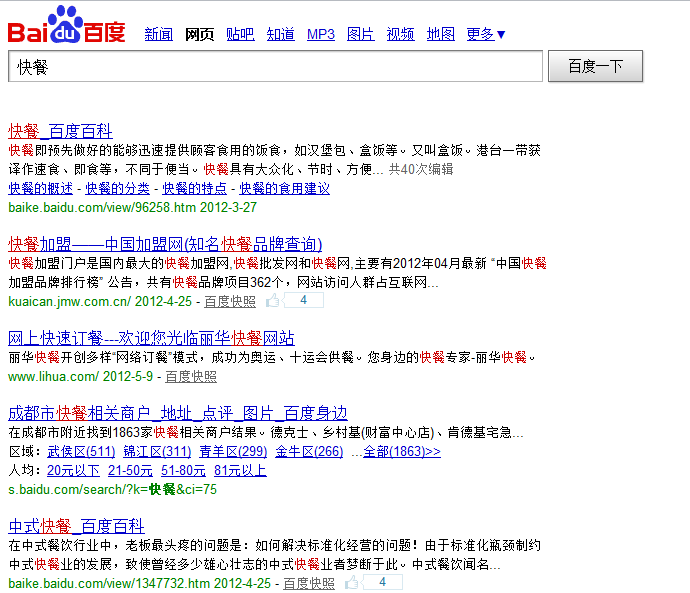 Bai du 百度 新闻 网页 贴吧 知道 MP3 图片 视频 地图 更多▼
快餐 百度一下
快餐_百度百科
快餐即预先做好的能够迅速提供顾客食用的饭食，如汉堡包、盒饭等。又叫盒饭。港台一带获
译作速食、即食等，不同于便当。快餐具有大众化、节时、方便... 共40次编辑
快餐的概述 - 快餐的分类 - 快餐的特点 - 快餐的食用建议
baike.baidu.com/view/96258.htm 2012-3-27
快餐加盟——中国加盟网(知名快餐品牌查询)
快餐加盟门户是国内最大的快餐加盟网,快餐批发网和快餐网,主要有2012年04月最新 “中国快餐
加盟品牌排行榜” 公告，共有快餐品牌项目362个，网站访问人群占互联网...
kuaican.jmw.com.cn/ 2012-4-25 - 百度快照 4
网上快速订餐---欢迎您光临丽华快餐网站
丽华快餐开创多样“网络订餐”模式，成功为奥运、十运会供餐。您身边的快餐专家-丽华快餐。
www.lihua.com/ 2012-5-9 - 百度快照
成都市快餐相关商户_地址_点评_图片_百度身边
在成都市附近找到1863家快餐相关商户结果。德克士、乡村基(财富中心店)、肯德基宅急...
区域：武侯区(511) 锦江区(311) 青羊区(299) 金牛区(266) ...全部(1863)>>
人均：20元以下 21-50元 51-80元 81元以上
s.baidu.com/search/?k=快餐&ci=75
中式快餐_百度百科
在中式餐饮行业中，老板最头疼的问题是：如何解决标准化经营的问题！由于标准化瓶颈制约
中式快餐业的发展，致使曾经多少雄心壮志的中式快餐业者梦断于此。中式餐饮闻名...
baike.baidu.com/view/1347732.htm 2012-4-25 - 百度快照 4